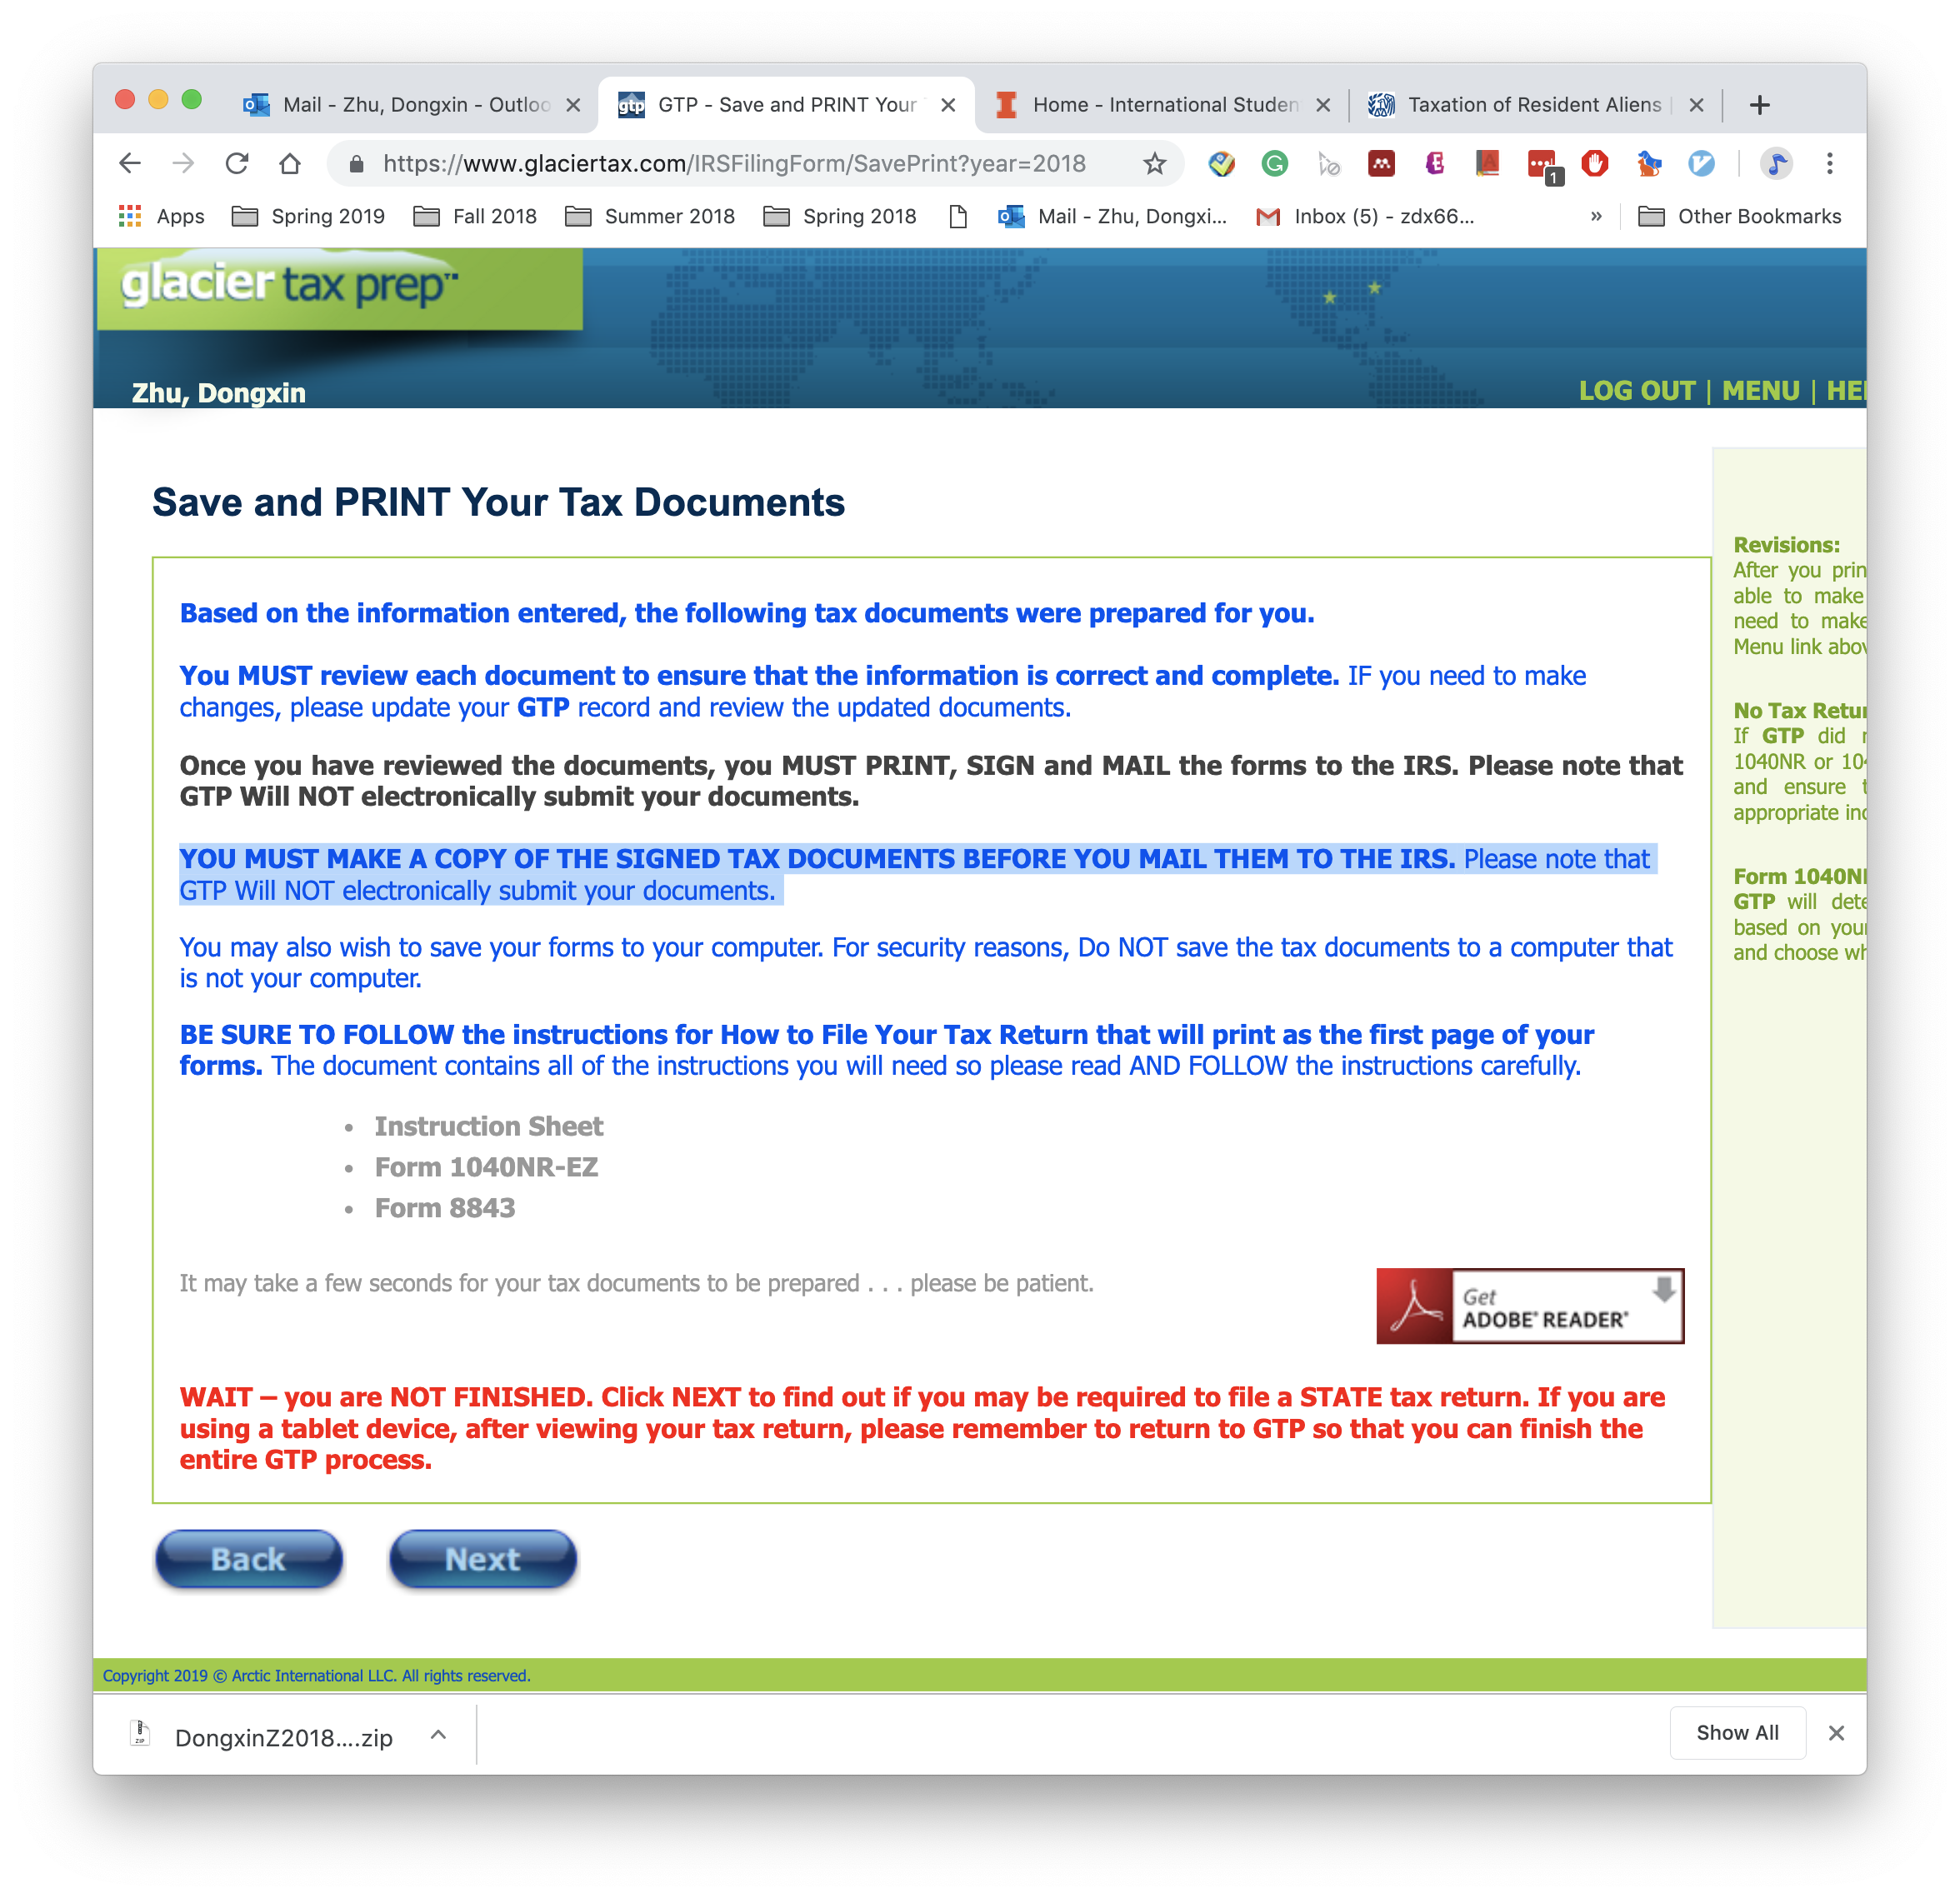 Mail - Zhu, Dongxin - Outloo
GTP - Save and PRINT Your
Home - International Studen
Taxation of Resident Aliens
https://www.glaciertax.com/IRSFilingForm/SavePrint?year=2018
1
Apps
Spring 2019
Fall 2018
Summer 2018
Spring 2018
Mail - Zhu, Dongxi...
Inbox (5) - zdx66...
»
Other Bookmarks
glacier tax prep™
Zhu, Dongxin
LOG OUT | MENU | HE
Save and PRINT Your Tax Documents
Based on the information entered, the following tax documents were prepared for you.
You MUST review each document to ensure that the information is correct and complete. IF you need to make
changes, please update your GTP record and review the updated documents.
Once you have reviewed the documents, you MUST PRINT, SIGN and MAIL the forms to the IRS. Please note that
GTP Will NOT electronically submit your documents.
YOU MUST MAKE A COPY OF THE SIGNED TAX DOCUMENTS BEFORE YOU MAIL THEM TO THE IRS. Please note that
GTP Will NOT electronically submit your documents.
You may also wish to save your forms to your computer. For security reasons, Do NOT save the tax documents to a computer that
is not your computer.
BE SURE TO FOLLOW the instructions for How to File Your Tax Return that will print as the first page of your
forms. The document contains all of the instructions you will need so please read AND FOLLOW the instructions carefully.
• Instruction Sheet
• Form 1040NR-EZ
• Form 8843
It may take a few seconds for your tax documents to be prepared . . . please be patient.
Get
ADOBE® READER®
WAIT – you are NOT FINISHED. Click NEXT to find out if you may be required to file a STATE tax return. If you are
using a tablet device, after viewing your tax return, please remember to return to GTP so that you can finish the
entire GTP process.
Back
Next
Revisions:
After you prin
able to make
need to make
Menu link abov
No Tax Retur
If GTP did
1040NR or 104
and ensure t
appropriate inc
Form 1040N
GTP will dete
based on your
and choose wh
Copyright 2019 © Arctic International LLC. All rights reserved.
DongxinZ2018....zip
Show All